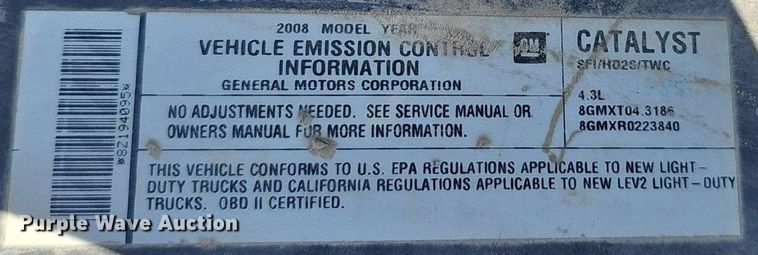 2008 MODEL YEAR
VEHICLE EMISSION CONTROL
INFORMATION
GENERAL MOTORS CORPORATION
GM
CATALYST
SFI/HO2S/TWC
4.3L
8GMXT04.3186
8GMXR0223840
NO ADJUSTMENTS NEEDED. SEE SERVICE MANUAL OR
OWNERS MANUAL FOR MORE INFORMATION.
*8Z194095*
THIS VEHICLE CONFORMS TO U.S. EPA REGULATIONS APPLICABLE TO NEW LIGHT-
DUTY TRUCKS AND CALIFORNIA REGULATIONS APPLICABLE TO NEW LEV2 LIGHT-DUTY
TRUCKS. OBD II CERTIFIED.
Purple Wave Auction